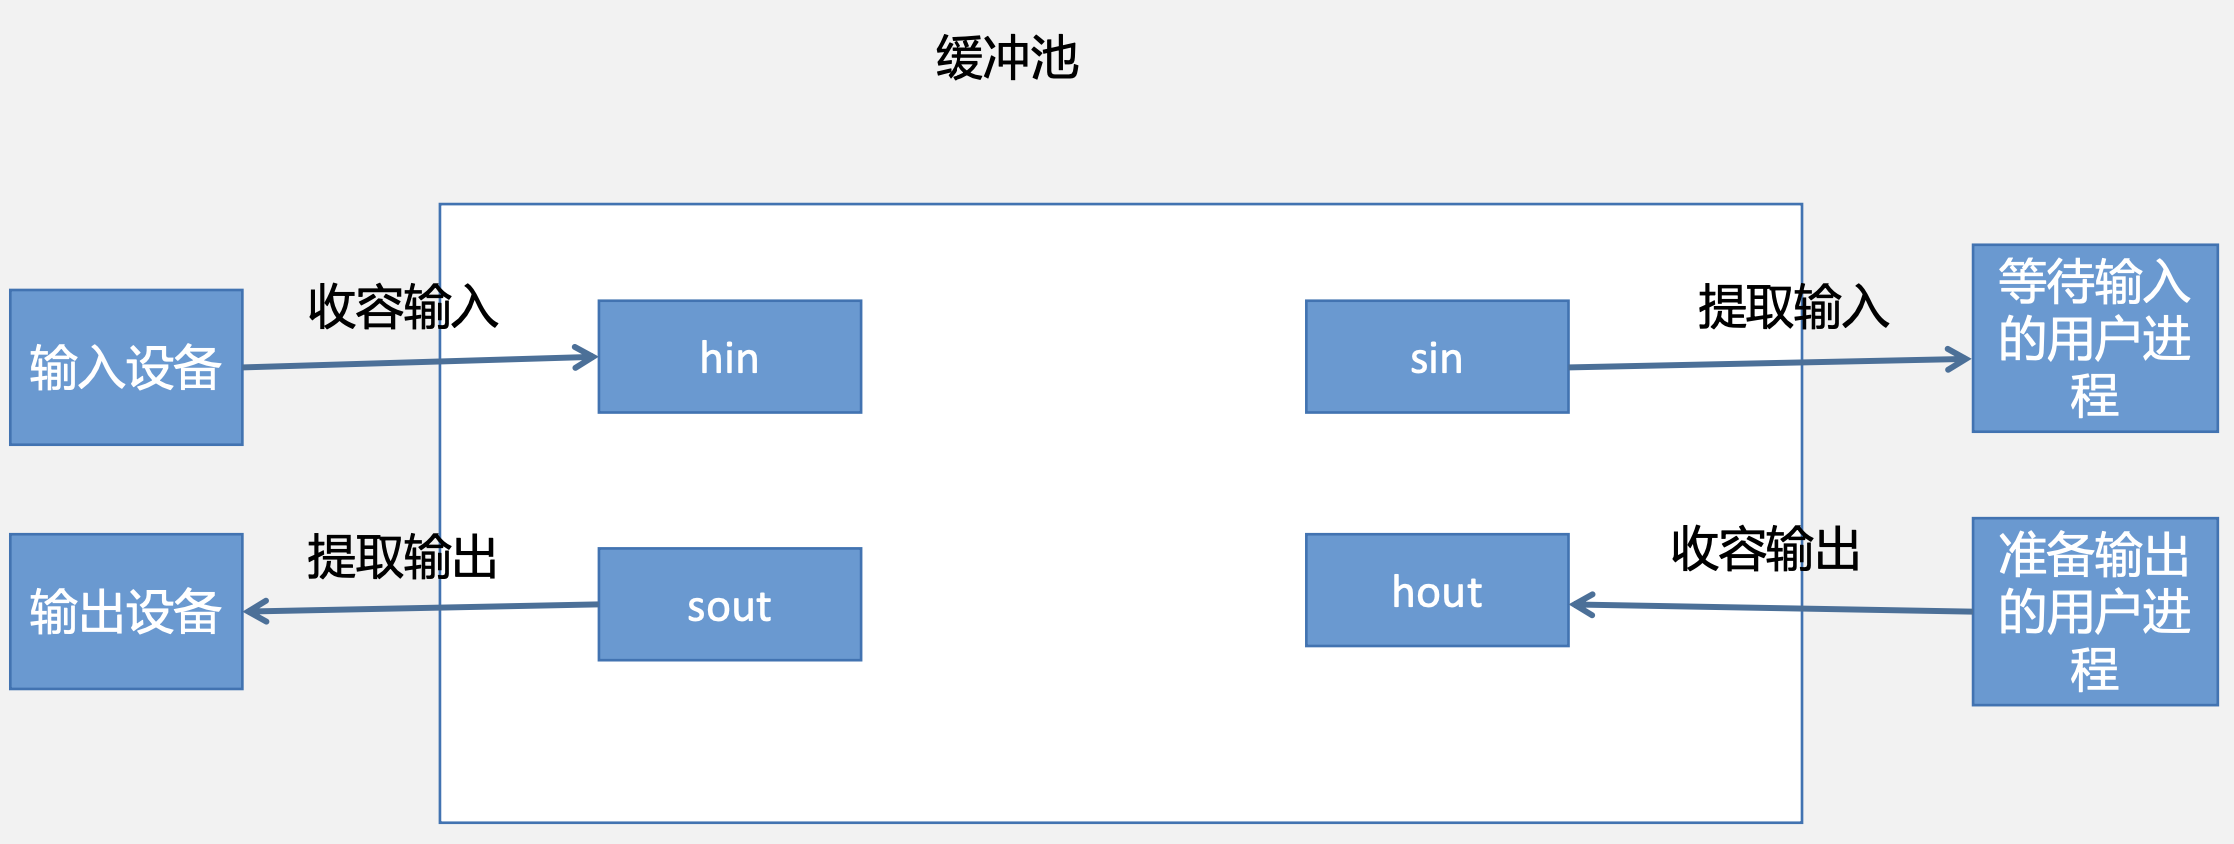 缓冲池
收容输入
提取输入
输入设备
hin
sin
等待输入
的用户进
程
提取输出
收容输出
输出设备
sout
hout
准备输出
的用户进
程